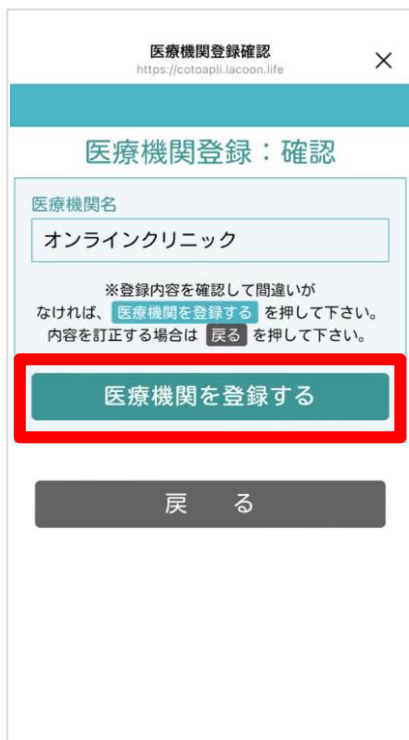 医療機関登録確認
https://cotoapli.lacoon.life
医療機関登録：確認
医療機関名
オンラインクリニック
※登録内容を確認して間違いが
なければ、 医療機関を登録する を押して下さい。
内容を訂正する場合は 戻る を押して下さい。
医療機関を登録する
戻 る